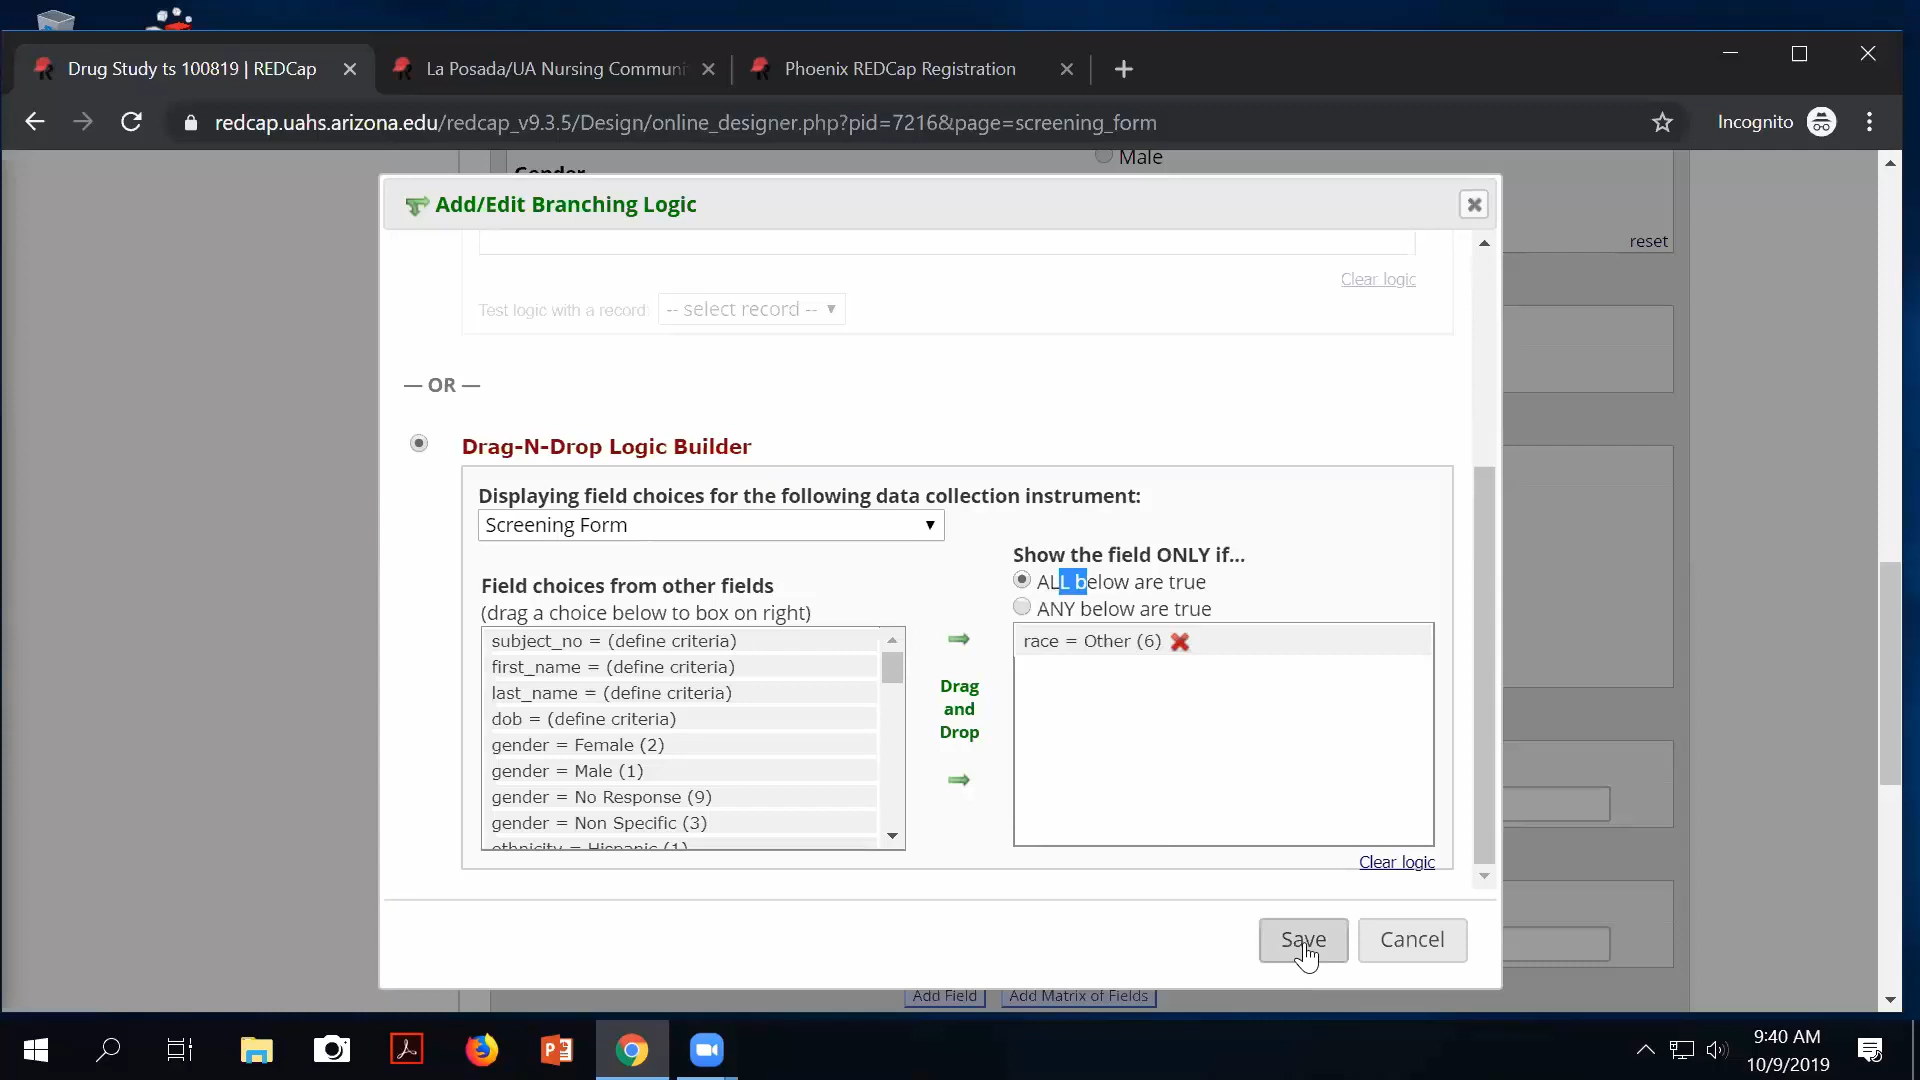 Drug Study ts 100819 | REDCap
La Posada/UA Nursing Communi
Phoenix REDCap Registration
redcap.uahs.arizona.edu/redcap_v9.3.5/Design/online_designer.php?pid=7216&page=screening_form
Incognito
Male
Gender
Add/Edit Branching Logic
reset
Clear logic
Test logic with a record: -- select record --
— OR —
Drag-N-Drop Logic Builder
Displaying field choices for the following data collection instrument:
Screening Form
Show the field ONLY if...
ALL below are true
Field choices from other fields
(drag a choice below to box on right)
ANY below are true
subject_no = (define criteria)
first_name = (define criteria)
last_name = (define criteria)
dob = (define criteria)
gender = Female (2)
gender = Male (1)
gender = No Response (9)
gender = Non Specific (3)
ethnicity = Hispanic (1)
Drag
and
Drop
race = Other (6)
Clear logic
Save
Cancel
Add Field
Add Matrix of Fields
9:40 AM
10/9/2019